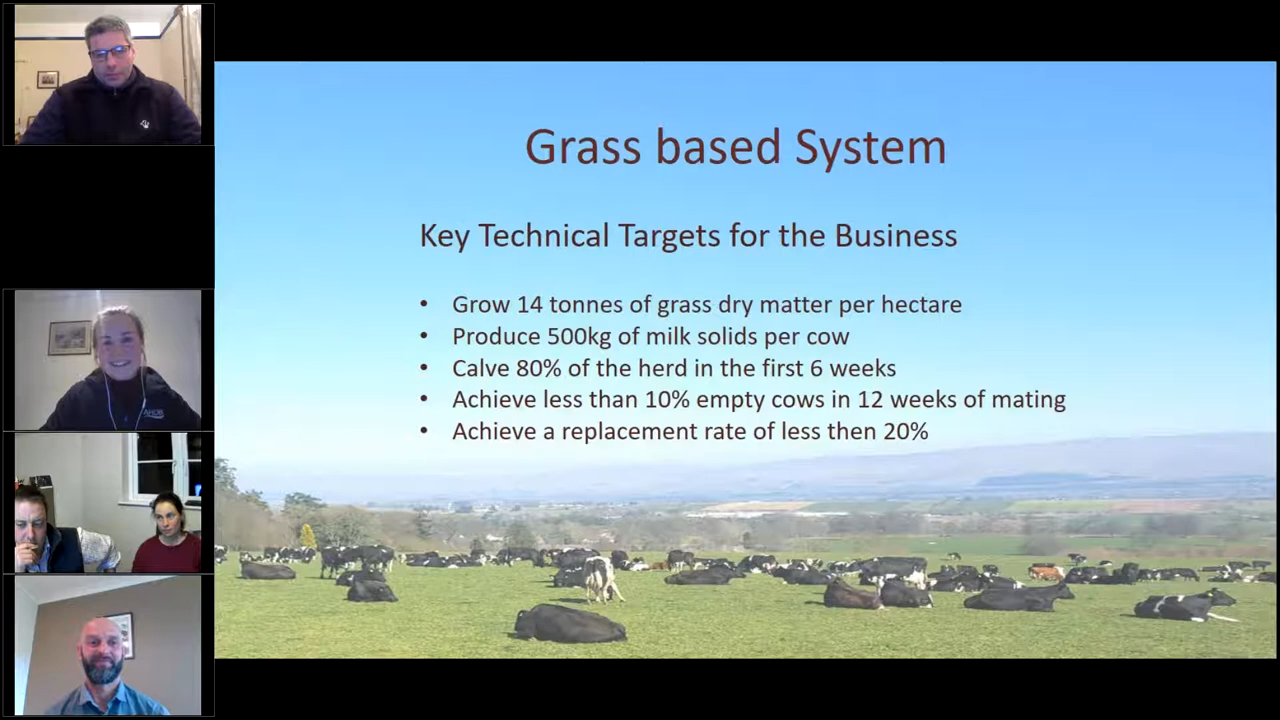 Grass based System
Key Technical Targets for the Business
• Grow 14 tonnes of grass dry matter per hectare
• Produce 500kg of milk solids per cow
• Calve 80% of the herd in the first 6 weeks
• Achieve less than 10% empty cows in 12 weeks of mating
• Achieve a replacement rate of less then 20%
AHDB